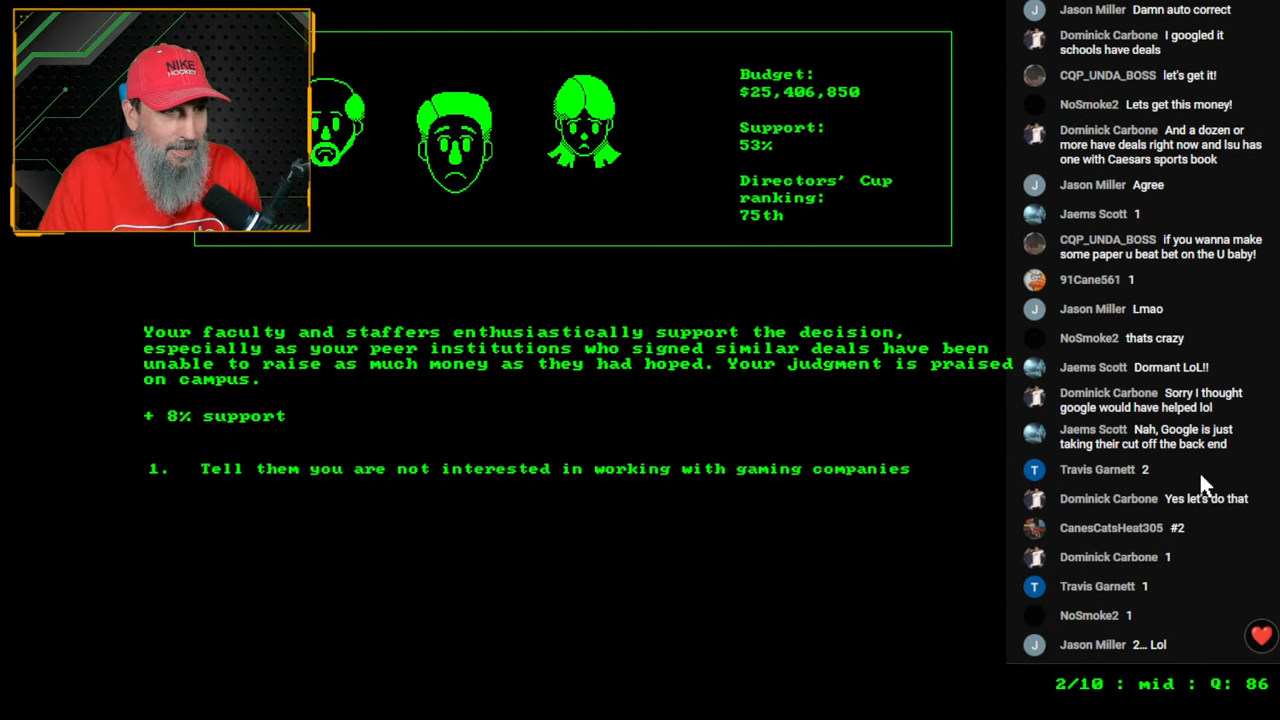 NIKE
HOCKEY
Budget:
$25,406,850
Support:
53%
Directors' Cup
ranking:
75th
Your faculty and staffers enthusiastically support the decision,
especially as your peer institutions who signed similar deals have been
unable to raise as much money as they had hoped. Your judgment is praised
on campus.
+ 8% support
1. Tell them you are not interested in working with gaming companies
Jason Miller Damn auto correct
Dominick Carbone I googled it
schools have deals
CQP_UNDA_BOSS let's get it!
NoSmoke2 Lets get this money!
Dominick Carbone And a dozen or
more have deals right now and lsu has
one with Caesars sports book
Jason Miller Agree
Jaems Scott 1
CQP_UNDA_BOSS if you wanna make
some paper u beat bet on the U baby!
91Cane561 1
Jason Miller Lmao
NoSmoke2 thats crazy
Jaems Scott Dormant LoL!!
Dominick Carbone Sorry I thought
google would have helped lol
Jaems Scott Nah, Google is just
taking their cut off the back end
T Travis Garnett 2
Dominick Carbone Yes let's do that
CanesCatsHeat305 #2
Dominick Carbone 1
T Travis Garnett 1
NoSmoke2 1
J Jason Miller 2... Lol
2/10 : mid : Q: 86